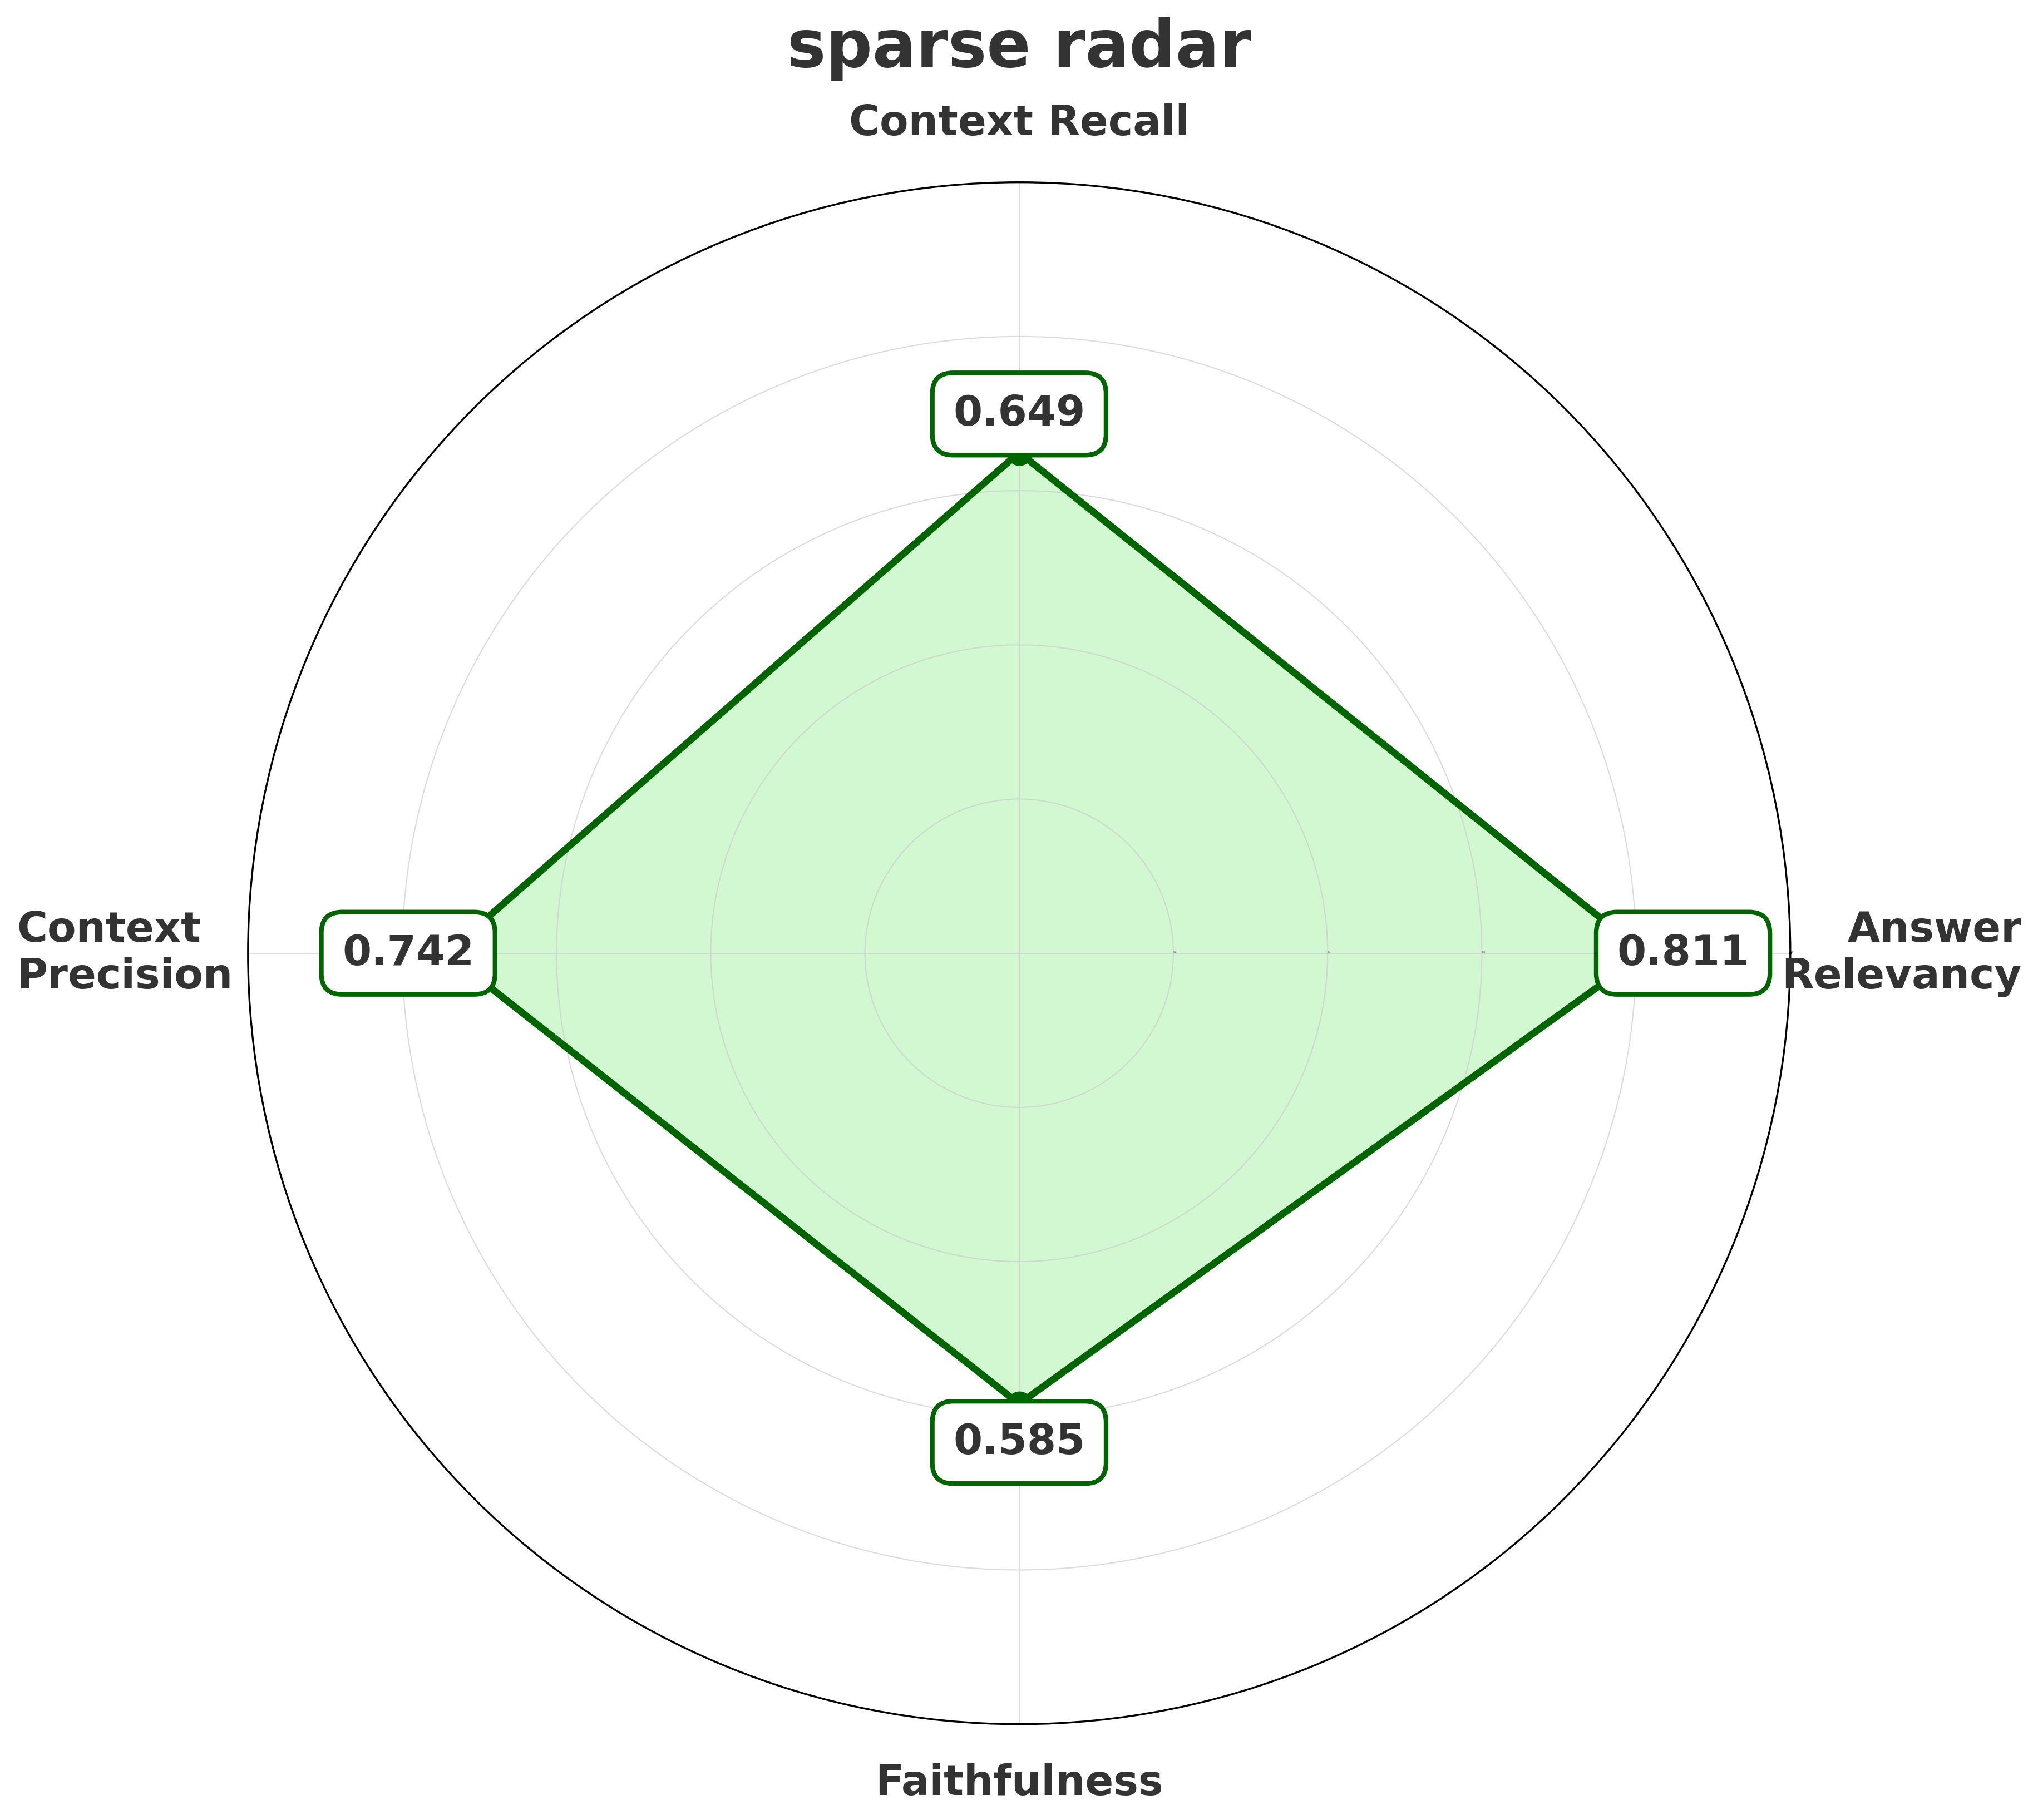 sparse radar
Context Recall
0.649
Context
Precision
0.742
0.811
Answer
Relevancy
0.585
Faithfulness